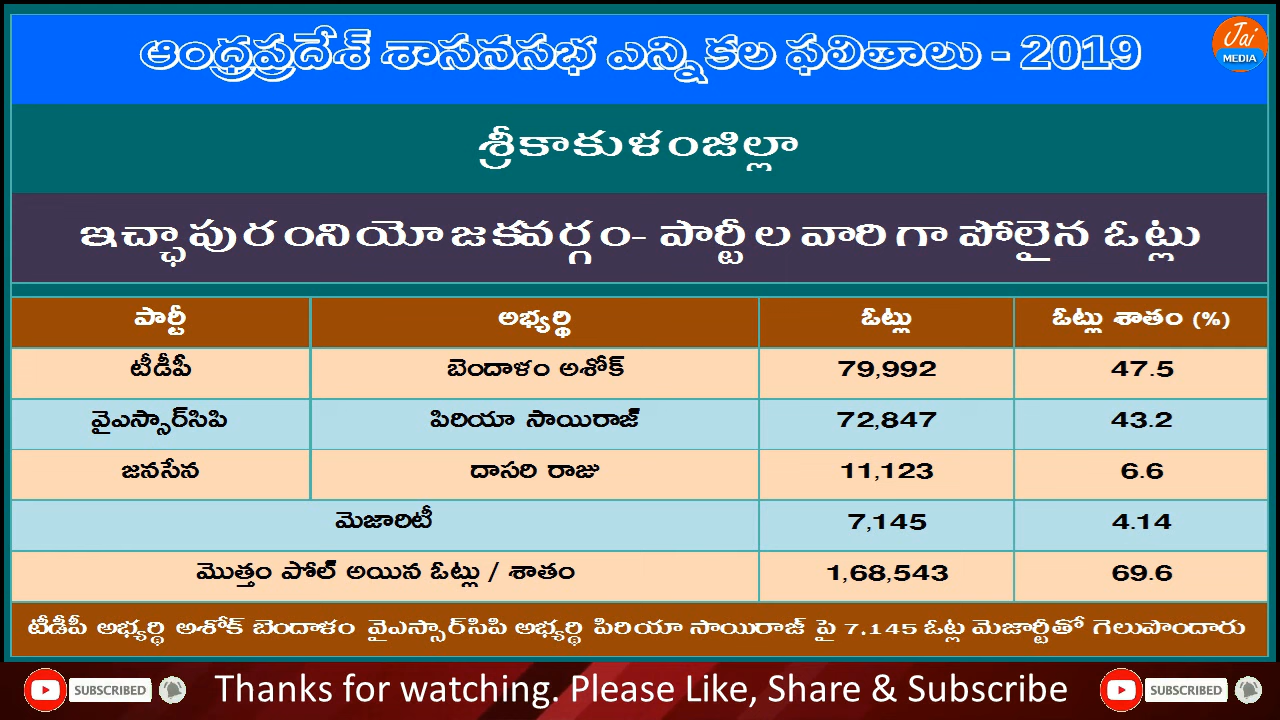 ఆంధ్రప్రదేశ్ శాసనసభ ఎన్నికల ఫలితాలు - 2019
Jai
MEDIA
శ్రీకాకుళంజిల్లా
ఇచ్ఛాపురంనియోజకవర్గం- పార్టీల వారిగా పోలైన ఓట్లు
పార్టీ అభ్యర్థి ఓట్లు ఓట్లు శాతం (%)
టీడీపీ బెందాళం అశోక్ 79,992 47.5
వైఎస్సార్‌సిపి పిరియా సాయిరాజ్ 72,847 43.2
జనసేన దాసరి రాజు 11,123 6.6
మెజారిటీ 7,145 4.14
మొత్తం పోల్ అయిన ఓట్లు / శాతం 1,68,543 69.6
టీడీపీ అభ్యర్థి అశోక్ బెందాళం వైఎస్సార్‌సిపి అభ్యర్థి పిరియా సాయిరాజ్ పై 7,145 ఓట్ల మెజార్టీతో గెలుపొందారు
SUBSCRIBED Thanks for watching. Please Like, Share & Subscribe SUBSCRIBED